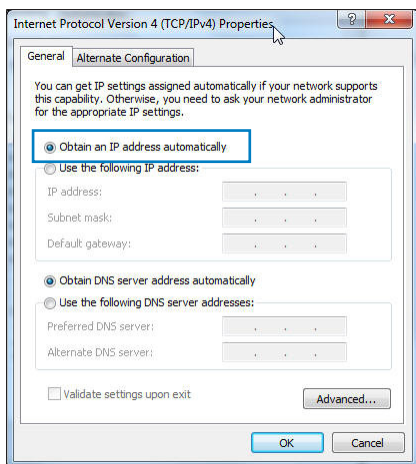 Internet Protocol Version 4 (TCP/IPv4) Properties
General
Alternate Configuration
You can get IP settings assigned automatically if your network supports
this capability. Otherwise, you need to ask your network administrator
for the appropriate IP settings.
Obtain an IP address automatically
Use the following IP address:
IP address:
Subnet mask:
Default gateway:
Obtain DNS server address automatically
Use the following DNS server addresses:
Preferred DNS server:
Alternate DNS server:
Validate settings upon exit
Advanced...
OK
Cancel